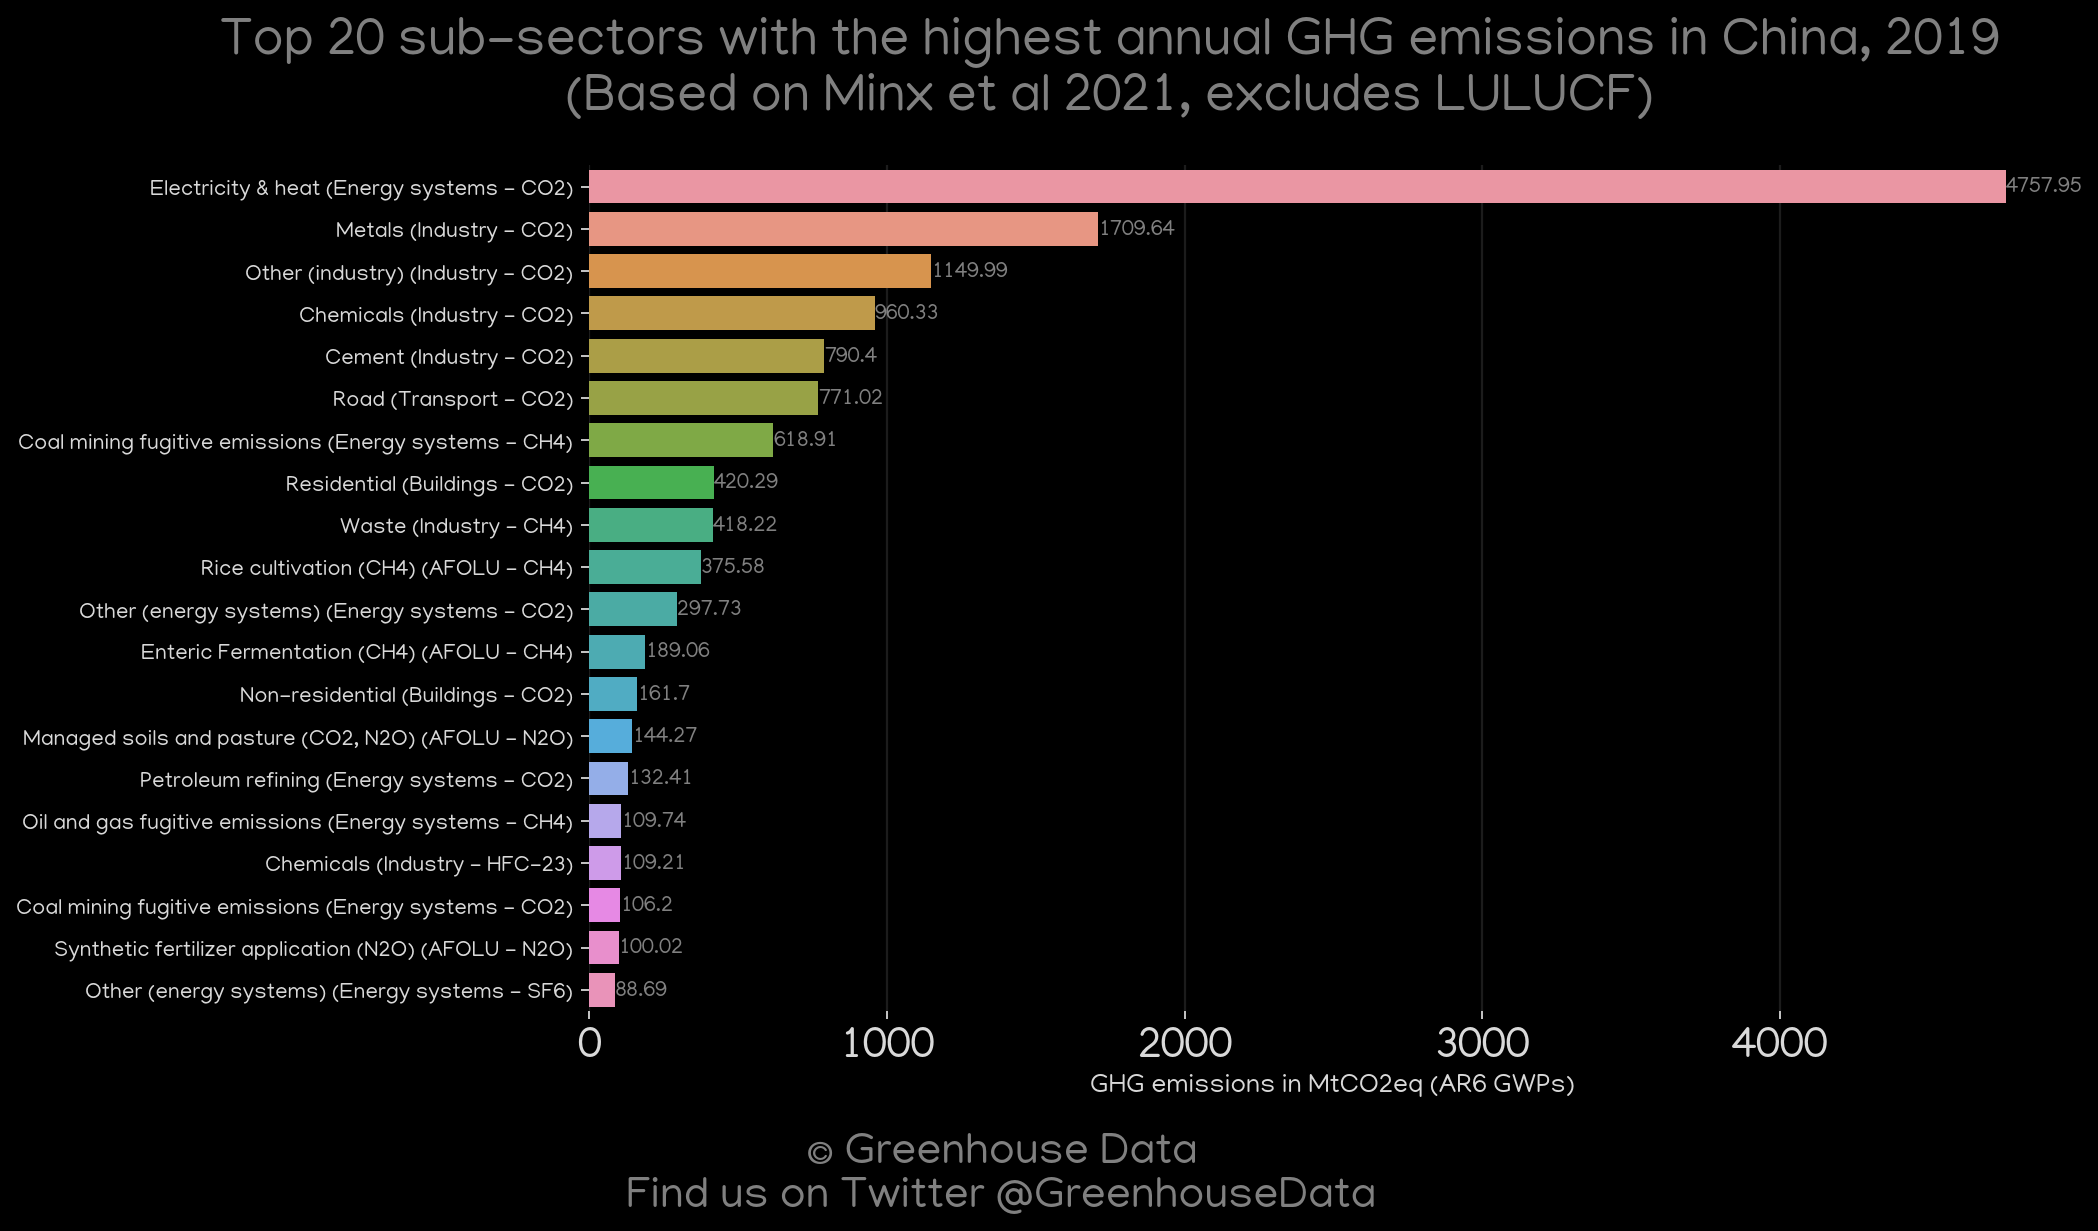 Top 20 sub-sectors with the highest annual GHG emissions in China, 2019
(Based on Minx et al 2021, excludes LULUCF)
Electricity & heat (Energy systems - CO2) 4757.95
Metals (Industry - CO2) 1709.64
Other (industry) (Industry - CO2) 1149.99
Chemicals (Industry - CO2) 960.33
Cement (Industry - CO2) 790.4
Road (Transport - CO2) 771.02
Coal mining fugitive emissions (Energy systems - CH4) 618.91
Residential (Buildings - CO2) 420.29
Waste (Industry - CH4) 418.22
Rice cultivation (CH4) (AFOLU - CH4) 375.58
Other (energy systems) (Energy systems - CO2) 297.73
Enteric Fermentation (CH4) (AFOLU - CH4) 189.06
Non-residential (Buildings - CO2) 161.7
Managed soils and pasture (CO2, N2O) (AFOLU - N2O) 144.27
Petroleum refining (Energy systems - CO2) 132.41
Oil and gas fugitive emissions (Energy systems - CH4) 109.74
Chemicals (Industry - HFC-23) 109.21
Coal mining fugitive emissions (Energy systems - CO2) 106.2
Synthetic fertilizer application (N2O) (AFOLU - N2O) 100.02
Other (energy systems) (Energy systems - SF6) 88.69
0 1000 2000 3000 4000
GHG emissions in MtCO2eq (AR6 GWPs)
© Greenhouse Data
Find us on Twitter @GreenhouseData